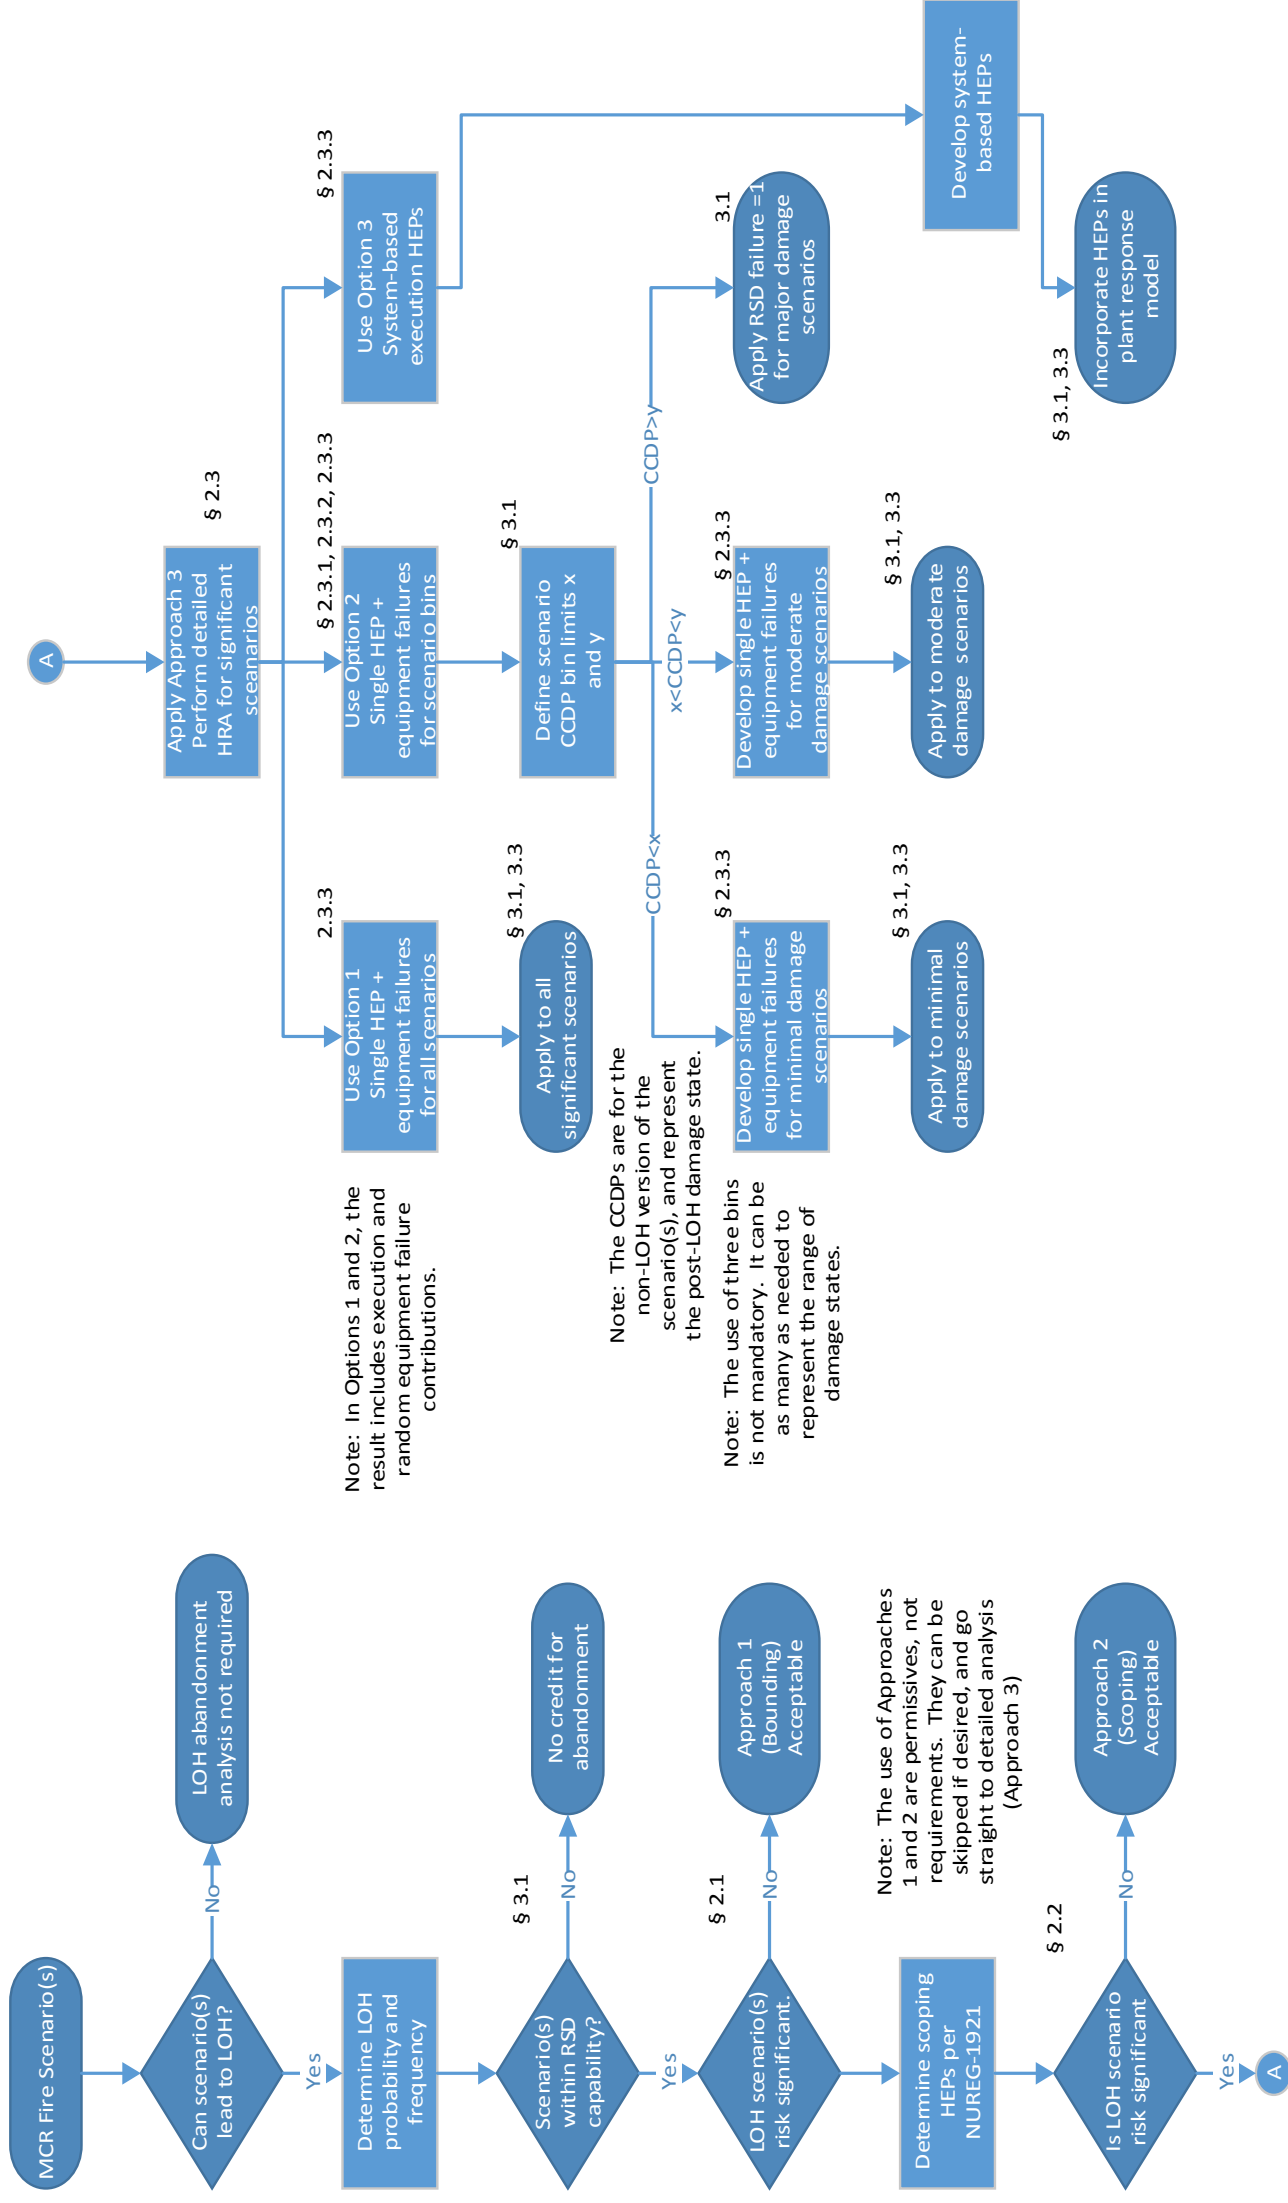 MCR Fire Scenario(s)
Can scenario(s)
lead to LOH?
No
LOH abandonment
analysis not required
Yes
Determine LOH
probability and
frequency
§ 3.1
Scenario(s)
within RSD
capability?
No
No credit for
abandonment
Yes
§ 2.1
LOH scenario(s)
risk significant.
No
Approach 1
(Bounding)
Acceptable
Determine scoping
HEPs per
NUREG-1921
Note: The use of Approaches
1 and 2 are permissives, not
requirements. They can be
skipped if desired, and go
straight to detailed analysis
(Approach 3)
§ 2.2
Is LOH scenario
risk significant
No
Approach 2
(Scoping)
Acceptable
Yes
A
A
§ 2.3
Apply Approach 3
Perform detailed
HRA for significant
sceanarios
2.3.3
Use Option 1
Single HEP +
equipment failures
for all scenarios
§ 2.3.1, 2.3.2, 2.3.3
Use Option 2
Single HEP +
equipment failures
for scenario bins
§ 2.3.3
Use Option 3
System-based
execution HEPs
Note: In Options 1 and 2, the
result includes execution and
random equipment failure
contributions.
§ 3.1, 3.3
Apply to all
significant scenarios
§ 3.1
Define scenario
CCDP bin limits x
and y
Note: The CCDPs are for the
non-LOH version of the
scenario(s), and represent
the post-LOH damage state.
CCDP<x
x<CCDP<y
CCDP>y
Note: The use of three bins
is not mandatory. It can be
as many as needed to
represent the range of
damage states.
§ 2.3.3
Develop single HEP +
equipment failures
for minimal damage
scenarios
§ 2.3.3
Develop single HEP +
equipment failures
for moderate
damage scenarios
3.1
Apply RSD failure =1
for major damage
scenarios
§ 3.1, 3.3
Apply to minimal
damage scenarios
§ 3.1, 3.3
Apply to moderate
damage scenarios
Develop system-
based HEPs
§ 3.1, 3.3
Incorporate HEPs in
plant response
model